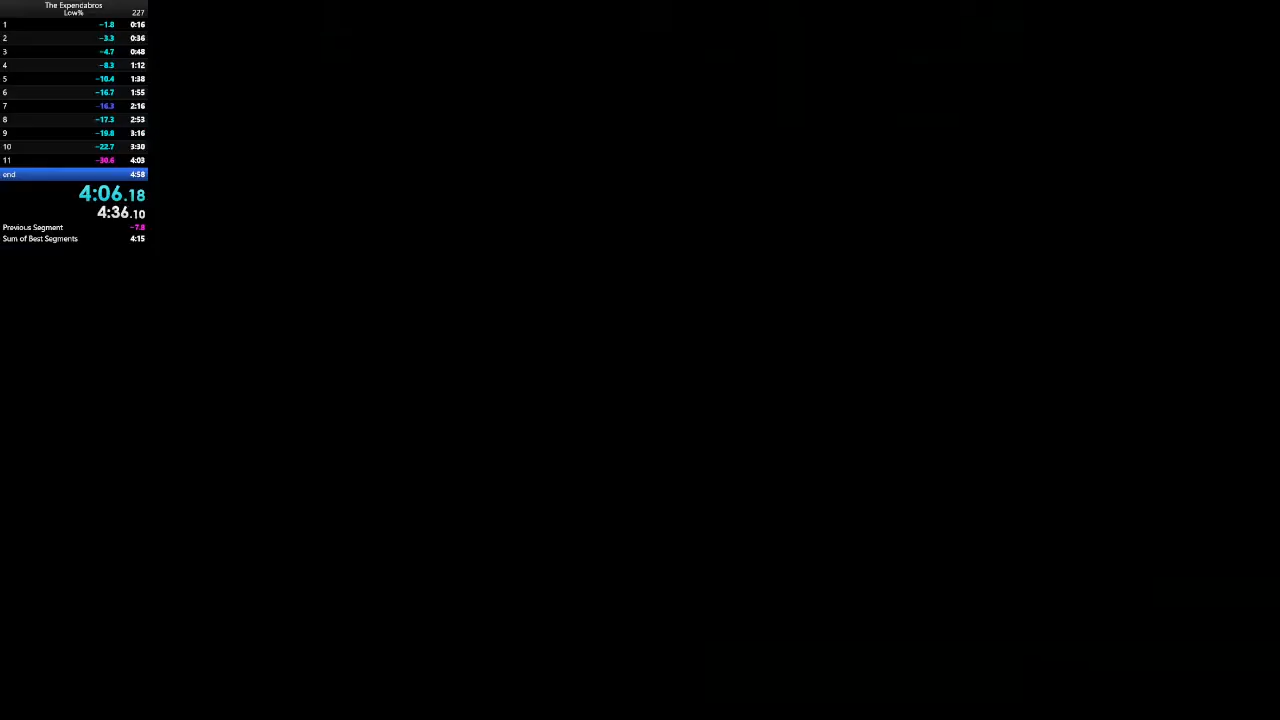 The Expendabros
Low% 227
1 -1.8 0:16
2 -3.3 0:36
3 -4.7 0:48
4 -8.3 1:12
5 -10.4 1:38
6 -16.7 1:55
7 -16.3 2:16
8 -17.3 2:53
9 -19.8 3:16
10 -22.7 3:30
11 -30.6 4:03
end 4:58
4:06.18
4:36.10
Previous Segment -7.8
Sum of Best Segments 4:15